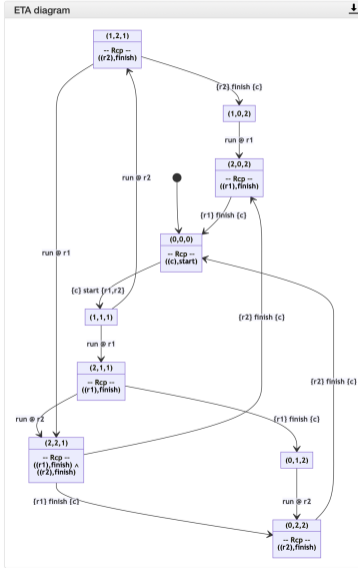 ETA diagram
(1,2,1)
-- Rcp --
((r2),finish)
{r2} finish {c}
(1,0,2)
run @ r1
(2,0,2)
-- Rcp --
((r1),finish)
run @ r2
{r1} finish {c}
(0,0,0)
-- Rcp --
((c),start)
run @ r1
{c} start {r1,r2}
(1,1,1)
{r2} finish {c}
run @ r1
(2,1,1)
-- Rcp --
((r1),finish)
{r2} finish {c}
run @ r2
{r1} finish {c}
(2,2,1)
-- Rcp --
((r1),finish) ∧
((r2),finish)
(0,1,2)
{r1} finish {c}
run @ r2
(0,2,2)
-- Rcp --
((r2),finish)